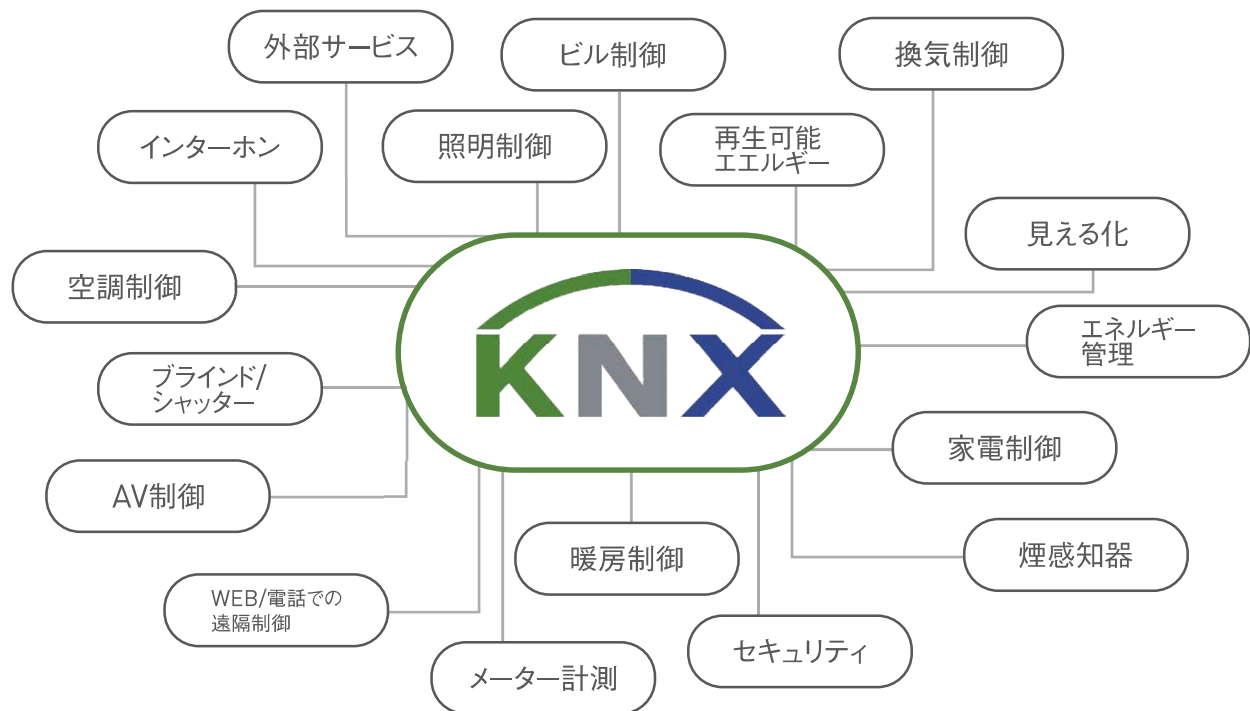 外部サービス
ビル制御
換気制御
インターホン
照明制御
再生可能
エエルギー
見える化
空調制御
KNX
エネルギー
管理
ブラインド/
シャッター
家電制御
AV制御
暖房制御
煙感知器
WEB/電話での
遠隔制御
メーター計測
セキュリティ